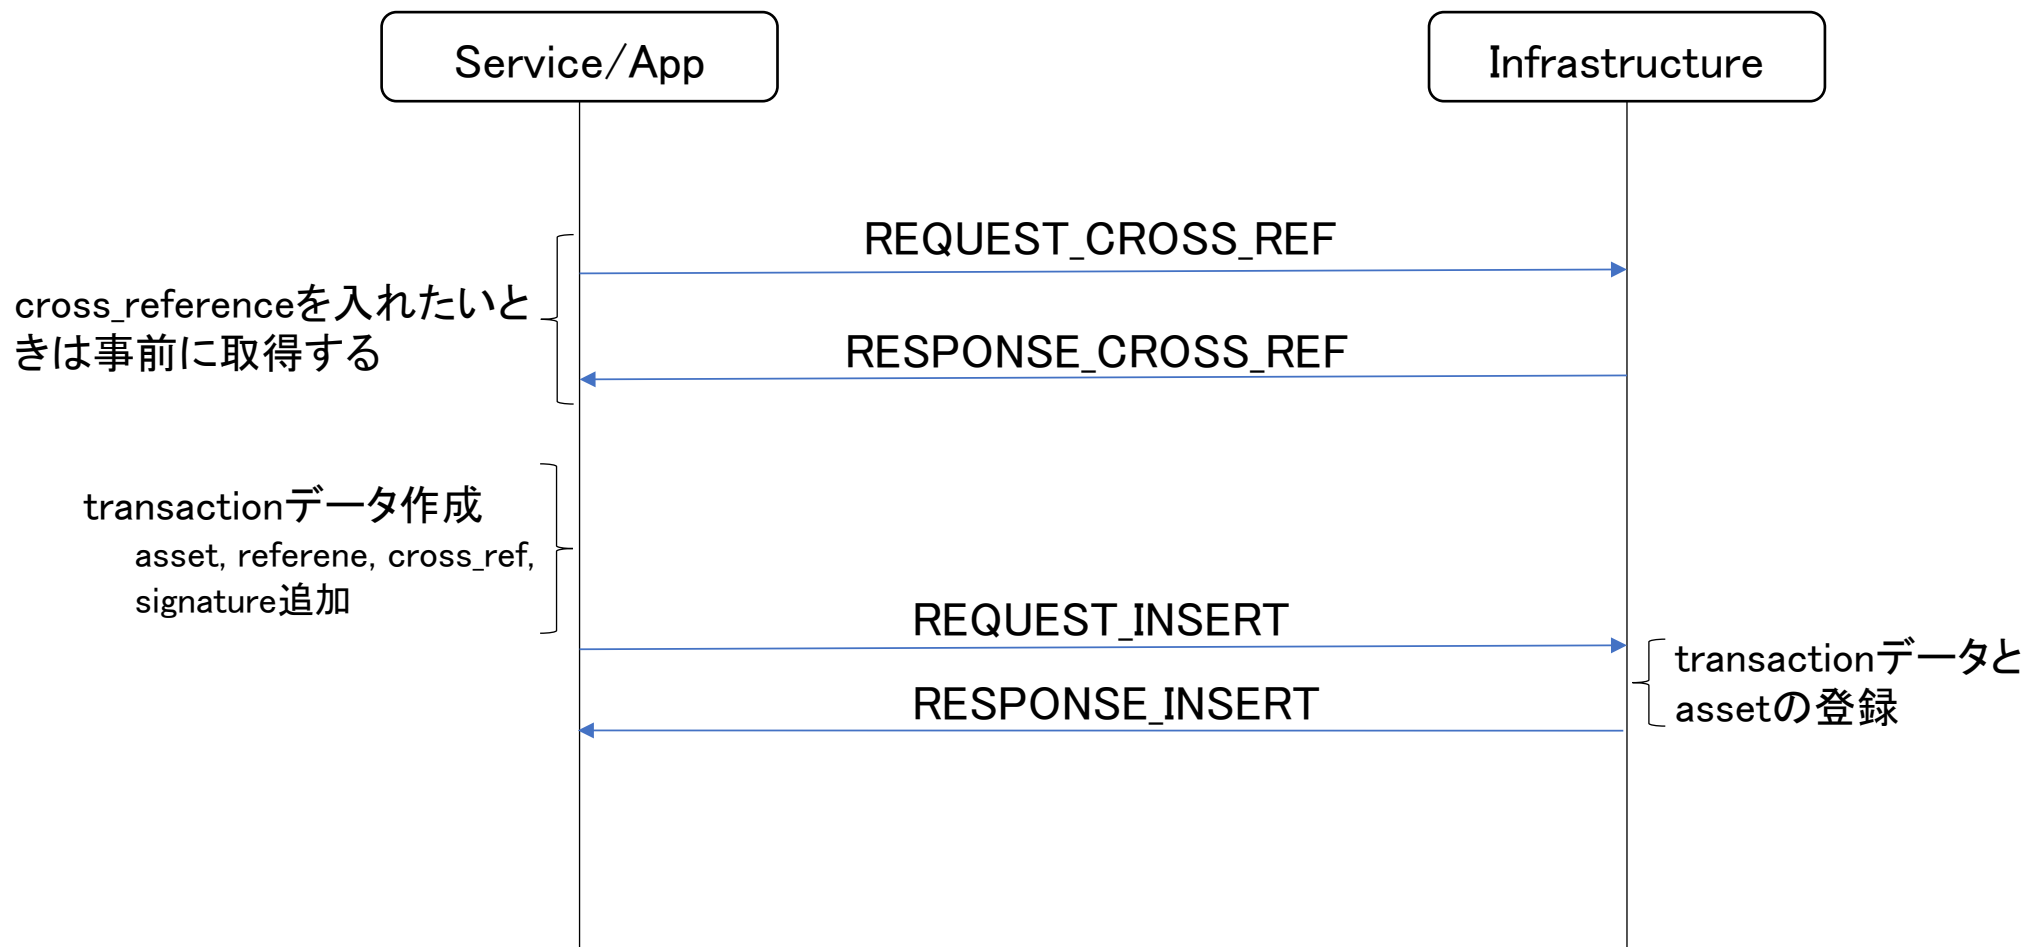 Service/App
Infrastructure
REQUEST_CROSS_REF
cross_referenceを入れたいと
きは事前に取得する
RESPONSE_CROSS_REF
transactionデータ作成
asset, referene, cross_ref,
signature追加
REQUEST_INSERT
transactionデータと
assetの登録
RESPONSE_INSERT